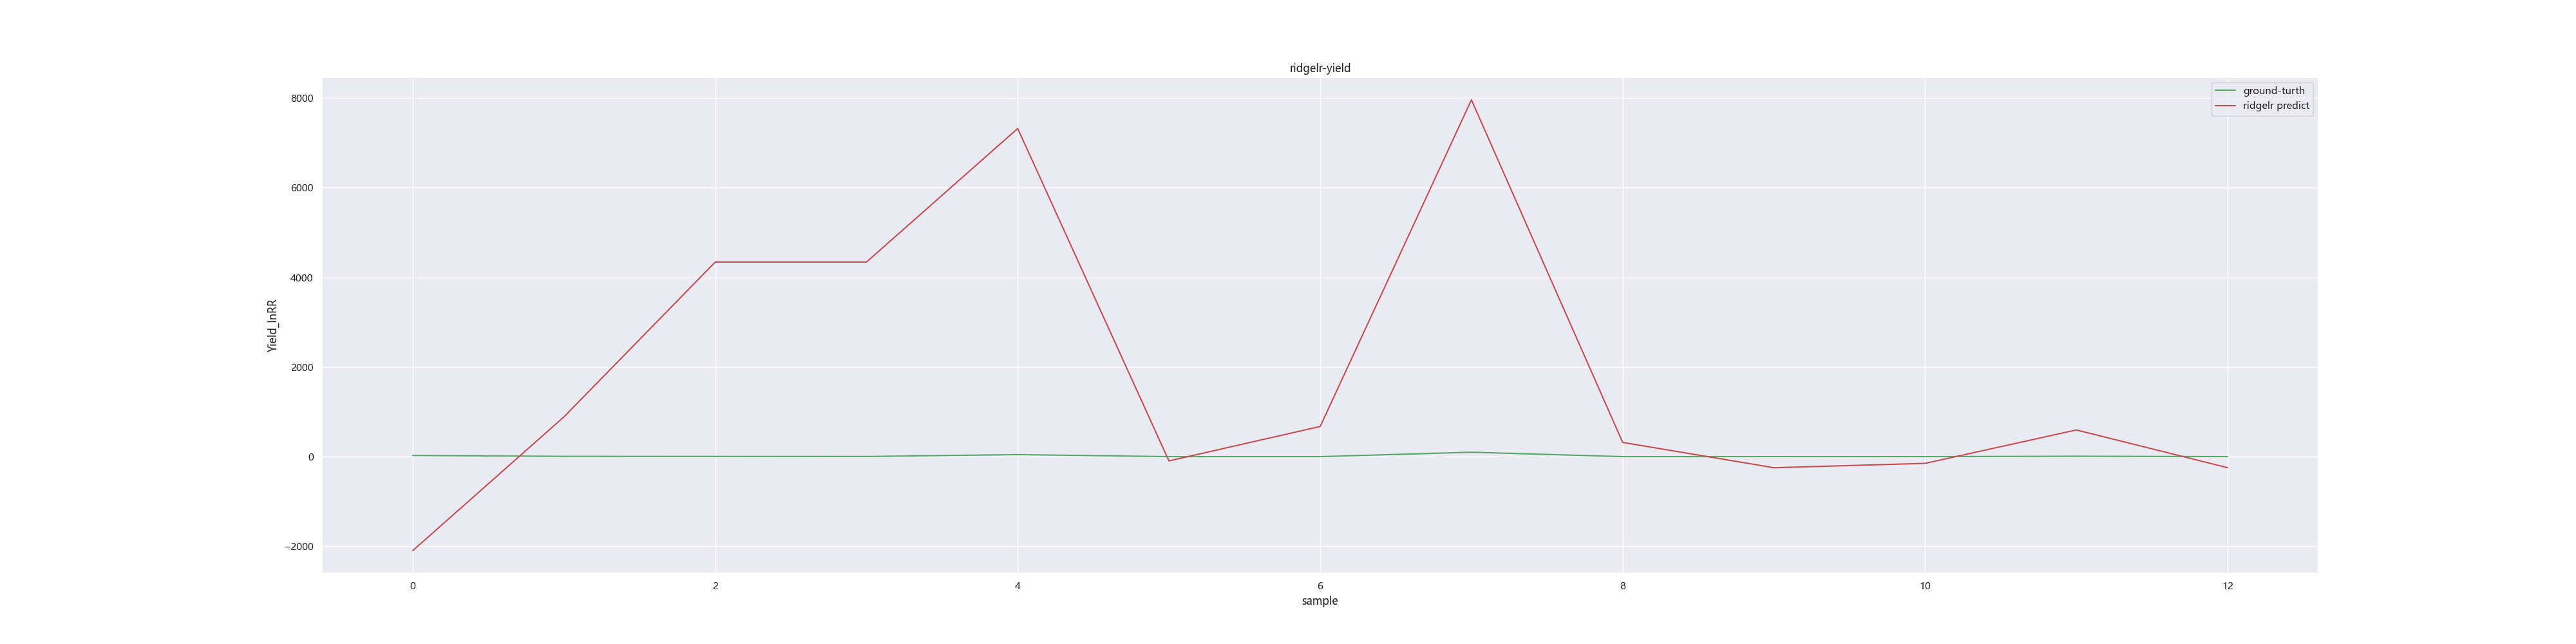 ridgelr-yield
ground-turth
ridgelr predict
8000
6000
4000
2000
0
−2000
Yield_lnRR
0 2 4 6 8 10 12
sample